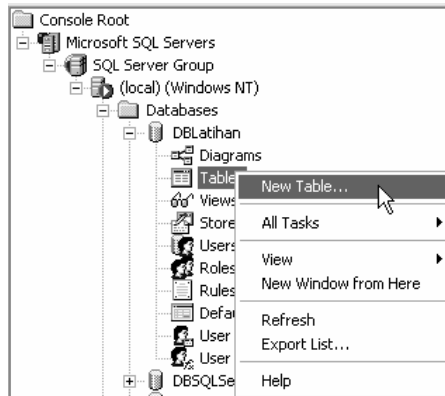 Console Root
Microsoft SQL Servers
SQL Server Group
(local) (Windows NT)
Databases
DBLatihan
Diagrams
Table
Views
Store
Users
Roles
Rules
Defau
User
User
DBSQLSe
New Table...
All Tasks
View
New Window from Here
Refresh
Export List...
Help